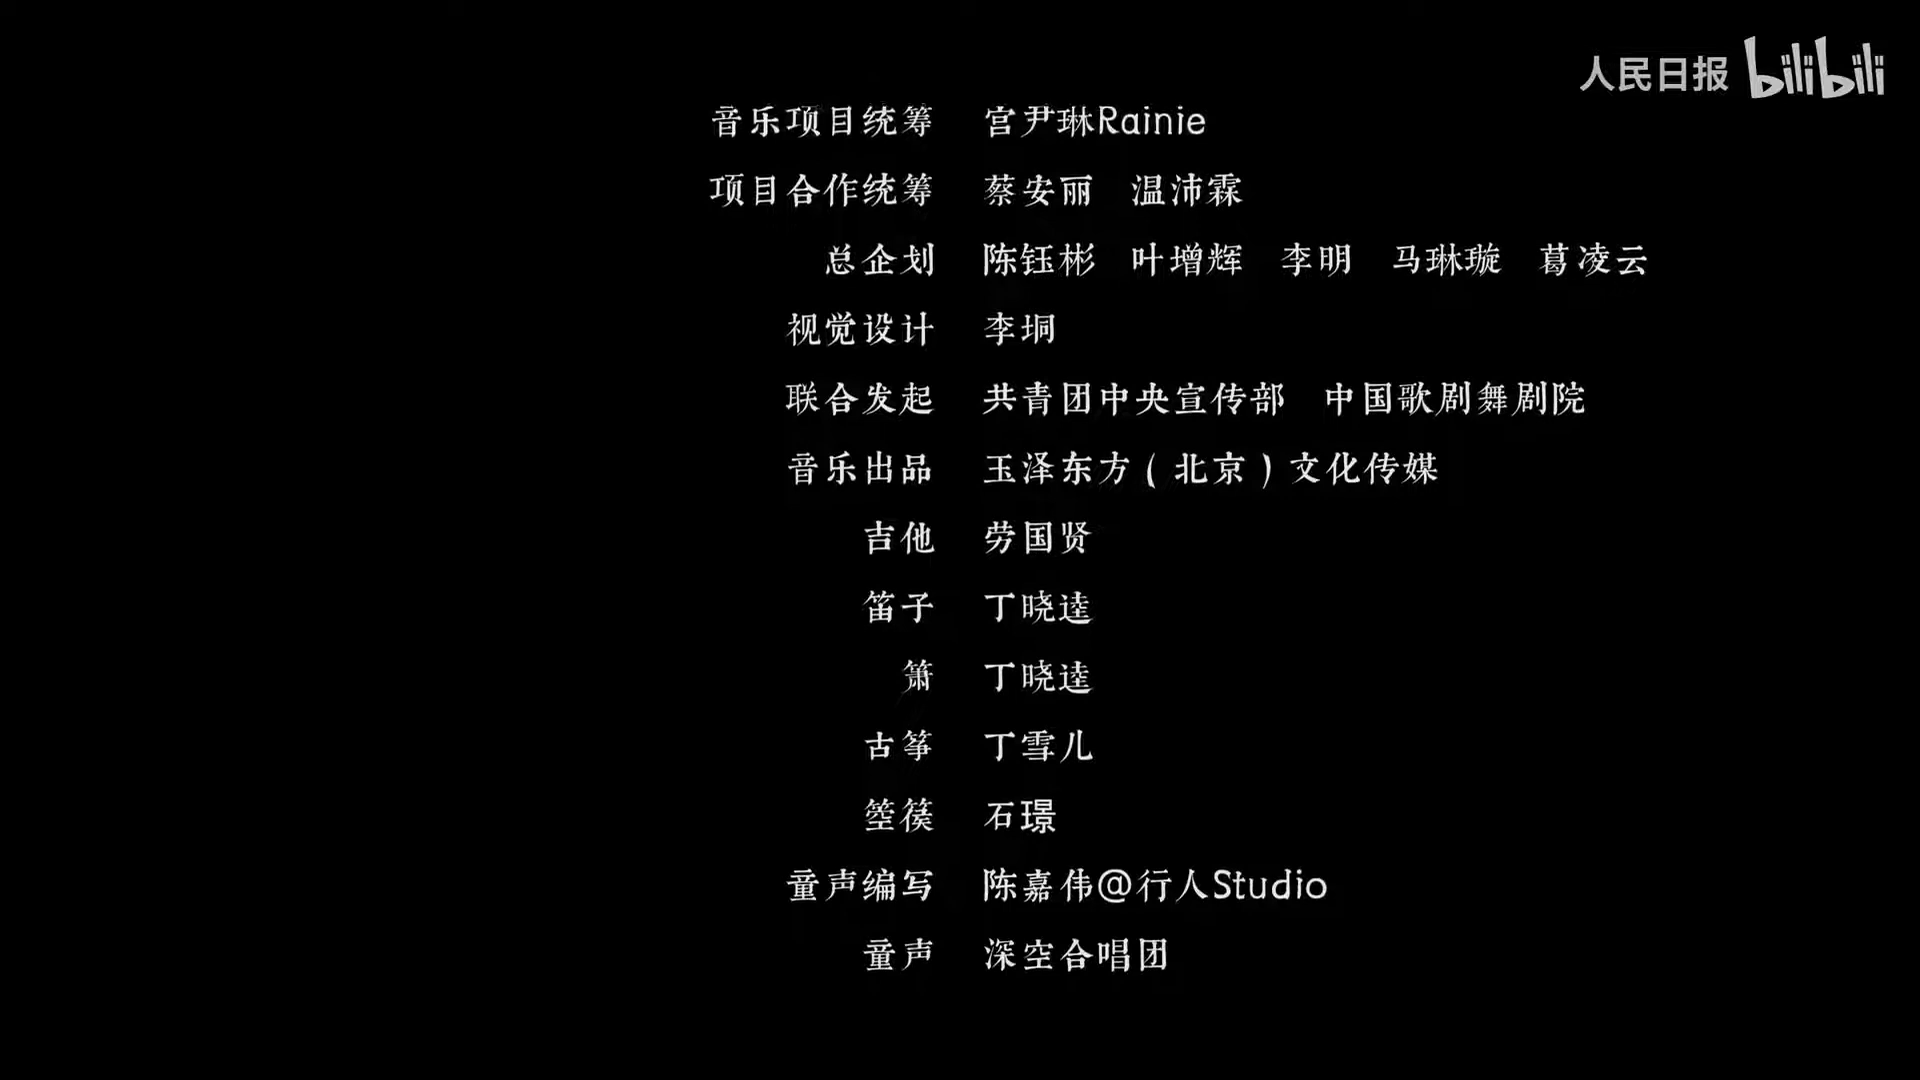 人民日报 bilibili
音乐项目统筹 宫尹琳Rainie
项目合作统筹 蔡安丽 温沛霖
总企划 陈钰彬 叶增辉 李明 马琳璇 葛凌云
视觉设计 李垌
联合发起 共青团中央宣传部 中国歌剧舞剧院
音乐出品 玉泽东方(北京)文化传媒
吉他 劳国贤
笛子 丁晓逵
箫 丁晓逵
古筝 丁雪儿
箜篌 石璟
童声编写 陈嘉伟@行人Studio
童声 深空合唱团